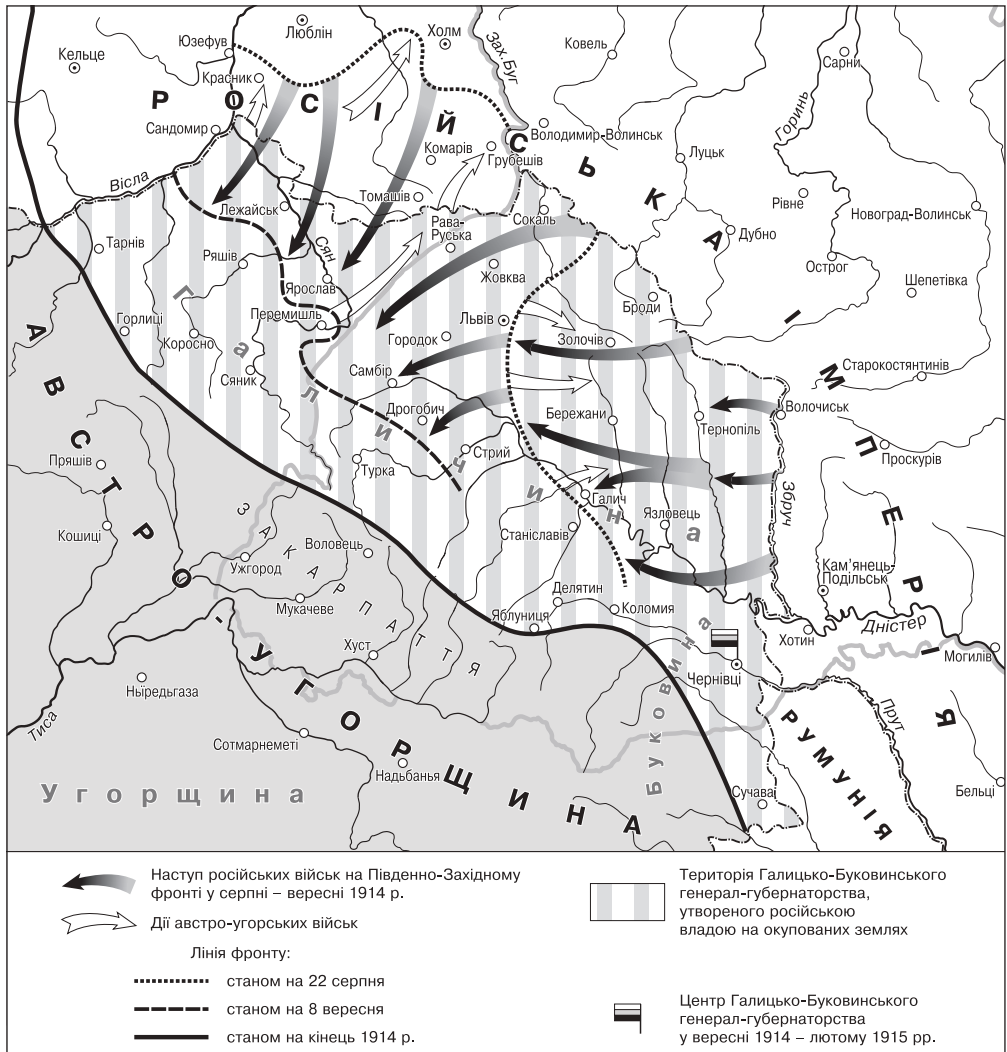 Люблін
Холм
Юзефув
Кельце
Зах. Буг
Ковель
Сарни
Красник
Горинь
РОСІЙСЬКА ІМПЕРІЯ
Сандомир
Володимир-Волинськ
Комарів
Грубешів
Луцьк
Вісла
Томашів
Рівне
Новоград-Волинськ
Лежайськ
Сокаль
Рава-
Руська
Дубно
Тарнів
Сян
Ряшів
Жовква
Острог
Шепетівка
Ярослав
Броди
Перемишль
Львів
Горлиці
Коросно
Городок
Золочів
Галичина
Сяник
Самбір
Старокостянтинів
Дрогобич
Бережани
Волочиськ
Тернопіль
Стрий
Пряшів
Турка
Проскурів
Збруч
Галич
Язловець
АВСТРО-УГОРЩИНА
Кошиці
ЗАКАРПАТТЯ
Воловець
Станіславів
Ужгород
Кам’янець-
Подільськ
Мукачеве
Делятин
Коломия
Яблуниця
Дністер
Хуст
Хотин
Могилів
Чернівці
Буковина
Ньіредьгаза
Тиса
Прут
Сотмарнеметі
РУМУНІЯ
Надьбанья
Угорщина
Сучава
Бельці
Наступ російських військ на Південно-Західному
фронті у серпні – вересні 1914 р.
Дії австро-угорських військ
Лінія фронту:
станом на 22 серпня
станом на 8 вересня
станом на кінець 1914 р.
Територія Галицько-Буковинського
генерал-губернаторства,
утвореного російською
владою на окупованих землях
Центр Галицько-Буковинського
генерал-губернаторства
у вересні 1914 – лютому 1915 рр.